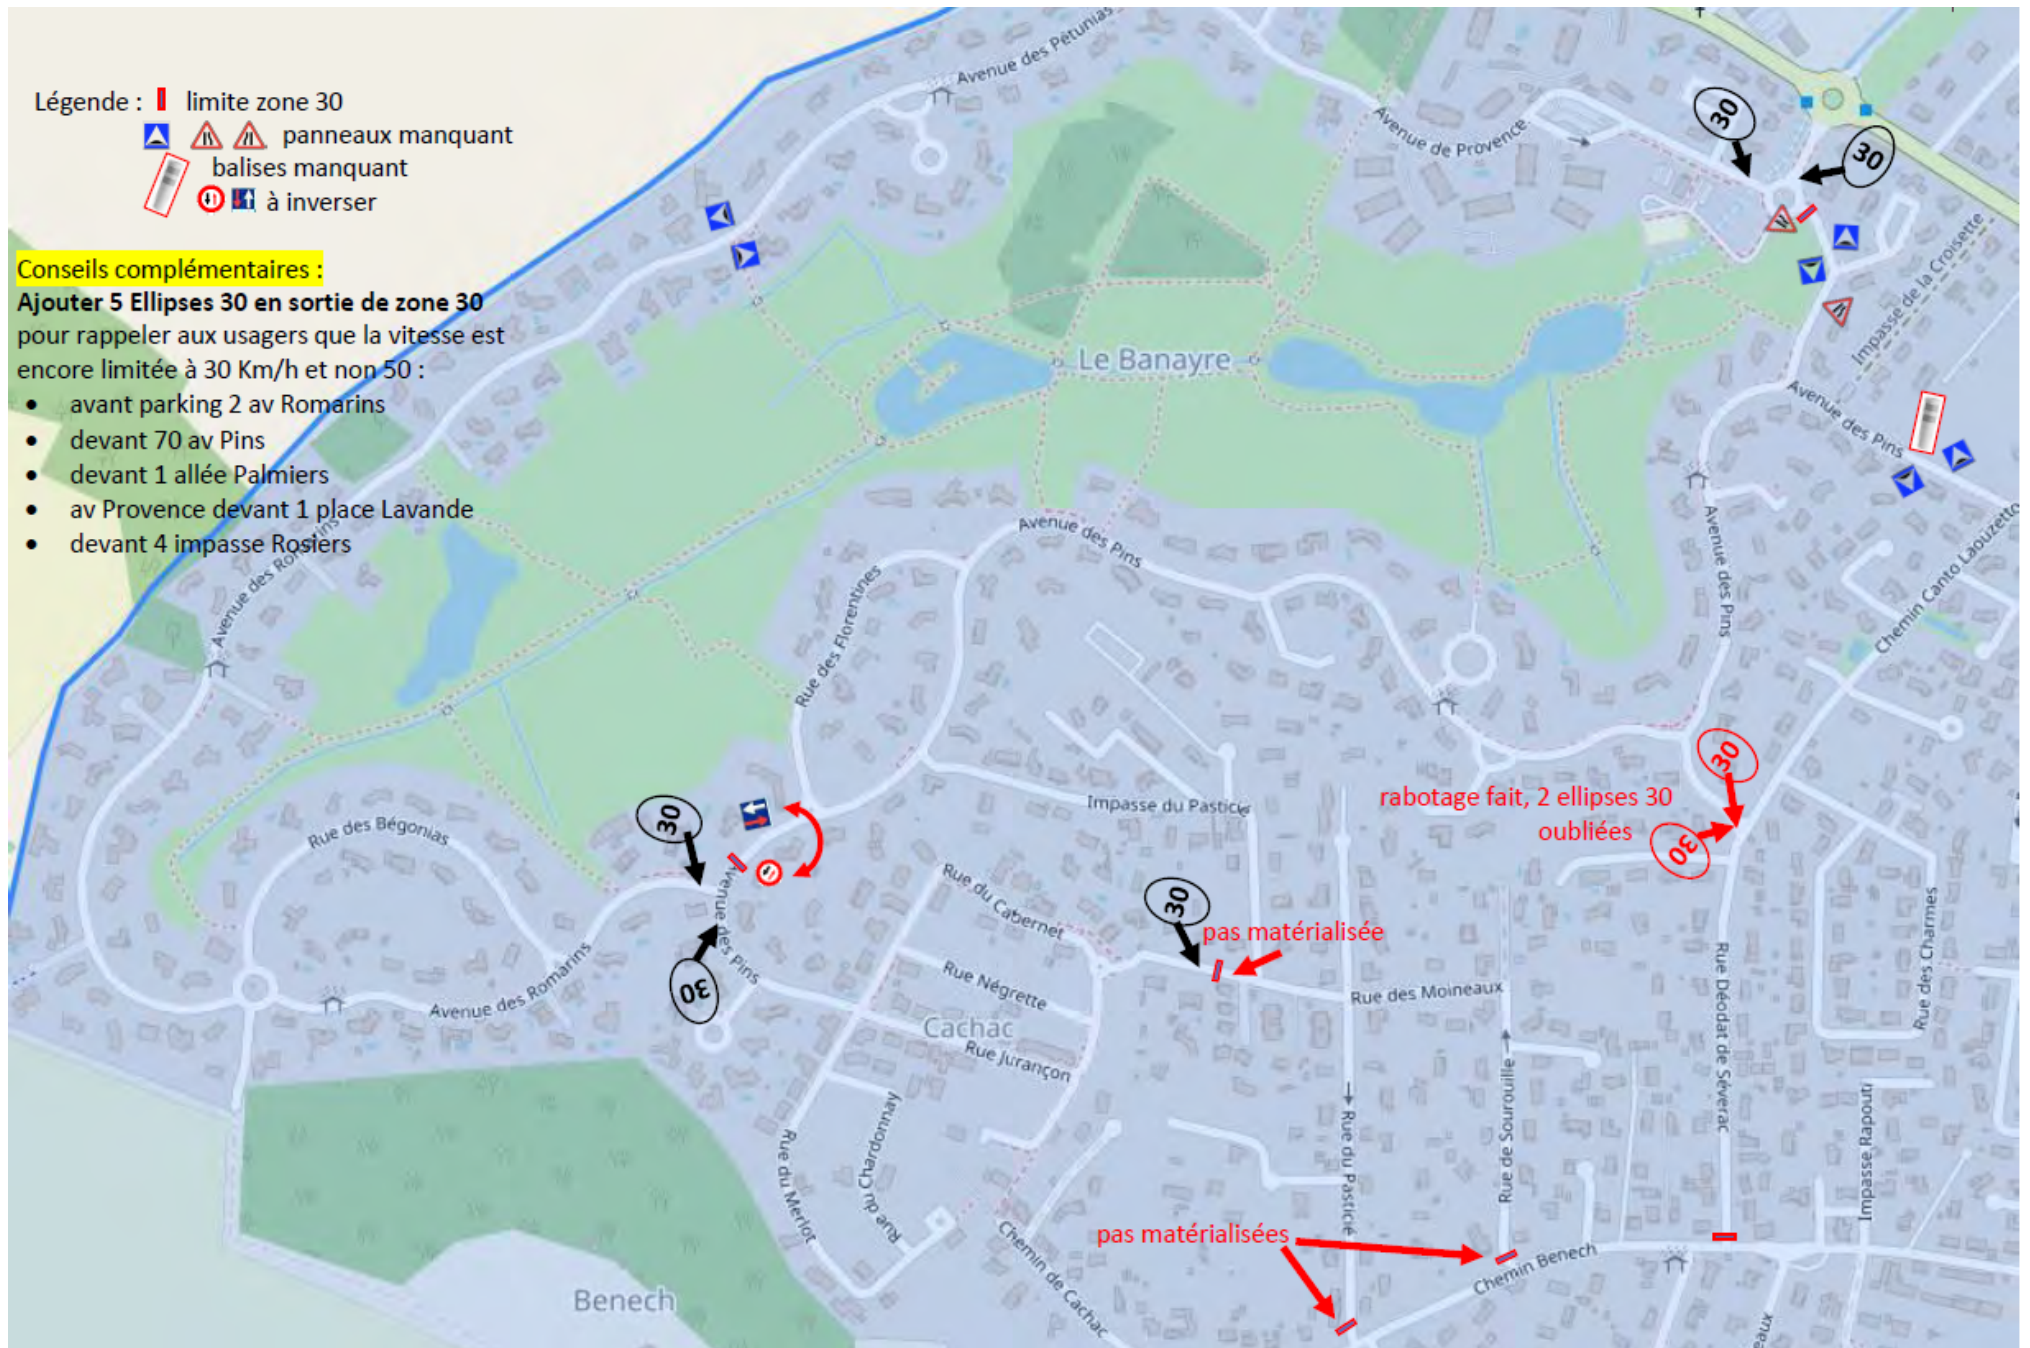 Légende : limite zone 30
panneaux manquant
balises manquant
à inverser
Conseils complémentaires :
Ajouter 5 Ellipses 30 en sortie de zone 30
pour rappeler aux usagers que la vitesse est
encore limitée à 30 Km/h et non 50 :
• avant parking 2 av Romarins
• devant 70 av Pins
• devant 1 allée Palmiers
• av Provence devant 1 place Lavande
• devant 4 impasse Rosiers
Avenue des Pétunias
Avenue de Provence
30
30
Impasse de la Croisette
Le Banayre
Avenue des Pins
Avenue des Romarins
Avenue des Pins
Avenue des Pins
Chemin Canto Laouzetto
Rue des Florentines
30
rabotage fait, 2 ellipses 30
oubliées
30
Impasse du Pasticié
30
Rue des Bégonias
Avenue des Pins
30
Rue du Cabernet
30
pas matérialisée
Rue des Charmes
Rue Négrette
Rue des Moineaux
Avenue des Romarins
Cachac
Rue Jurançon
Rue Déodat de Séverac
Rue du Chardonnay
Rue du Merlot
Rue du Pasticié
Rue de Sourouille
Impasse Rapouti
pas matérialisées
Chemin de Cachac
Chemin Benech
Benech
eaux